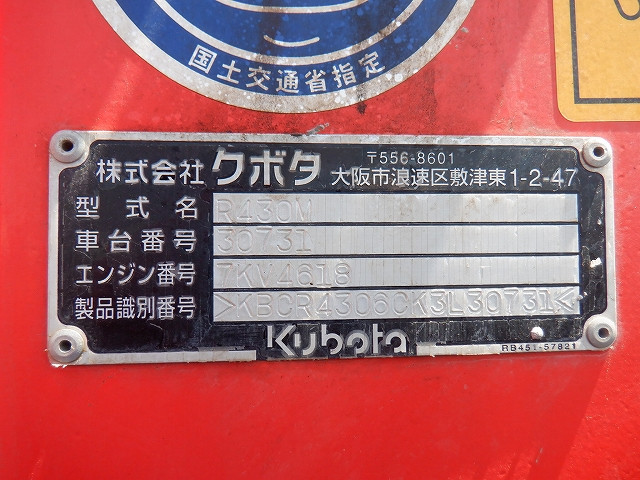 国土交通省指定
株式会社 クボタ 〒556-8601 大阪市浪速区敷津東1-2-47
型式名 R430M
車台番号 30731
エンジン番号 7KV4618
製品識別番号 >KBCR4306CK3L30731<
Kubota
RB451-57821